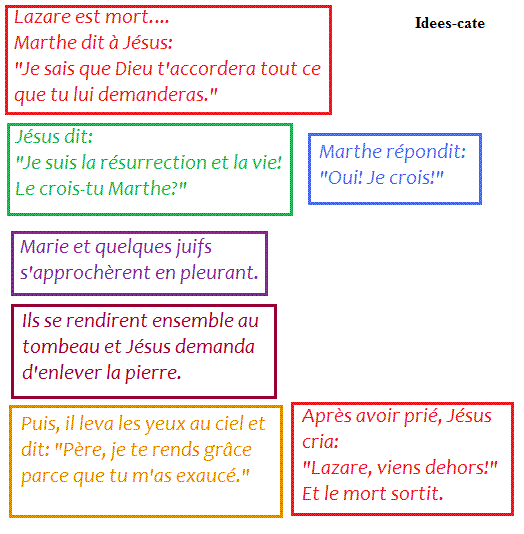 Lazare est mort....
Marthe dit à Jésus:
"Je sais que Dieu t'accordera tout ce
que tu lui demanderas."
Idees-cate
Jésus dit:
"Je suis la résurrection et la vie!
Le crois-tu Marthe?"
Marthe répondit:
"Oui! Je crois!"
Marie et quelques juifs
s'approchèrent en pleurant.
Ils se rendirent ensemble au
tombeau et Jésus demanda
d'enlever la pierre.
Puis, il leva les yeux au ciel et
dit: "Père, je te rends grâce
parce que tu m'as exaucé."
Après avoir prié, Jésus
cria:
"Lazare, viens dehors!"
Et le mort sortit.